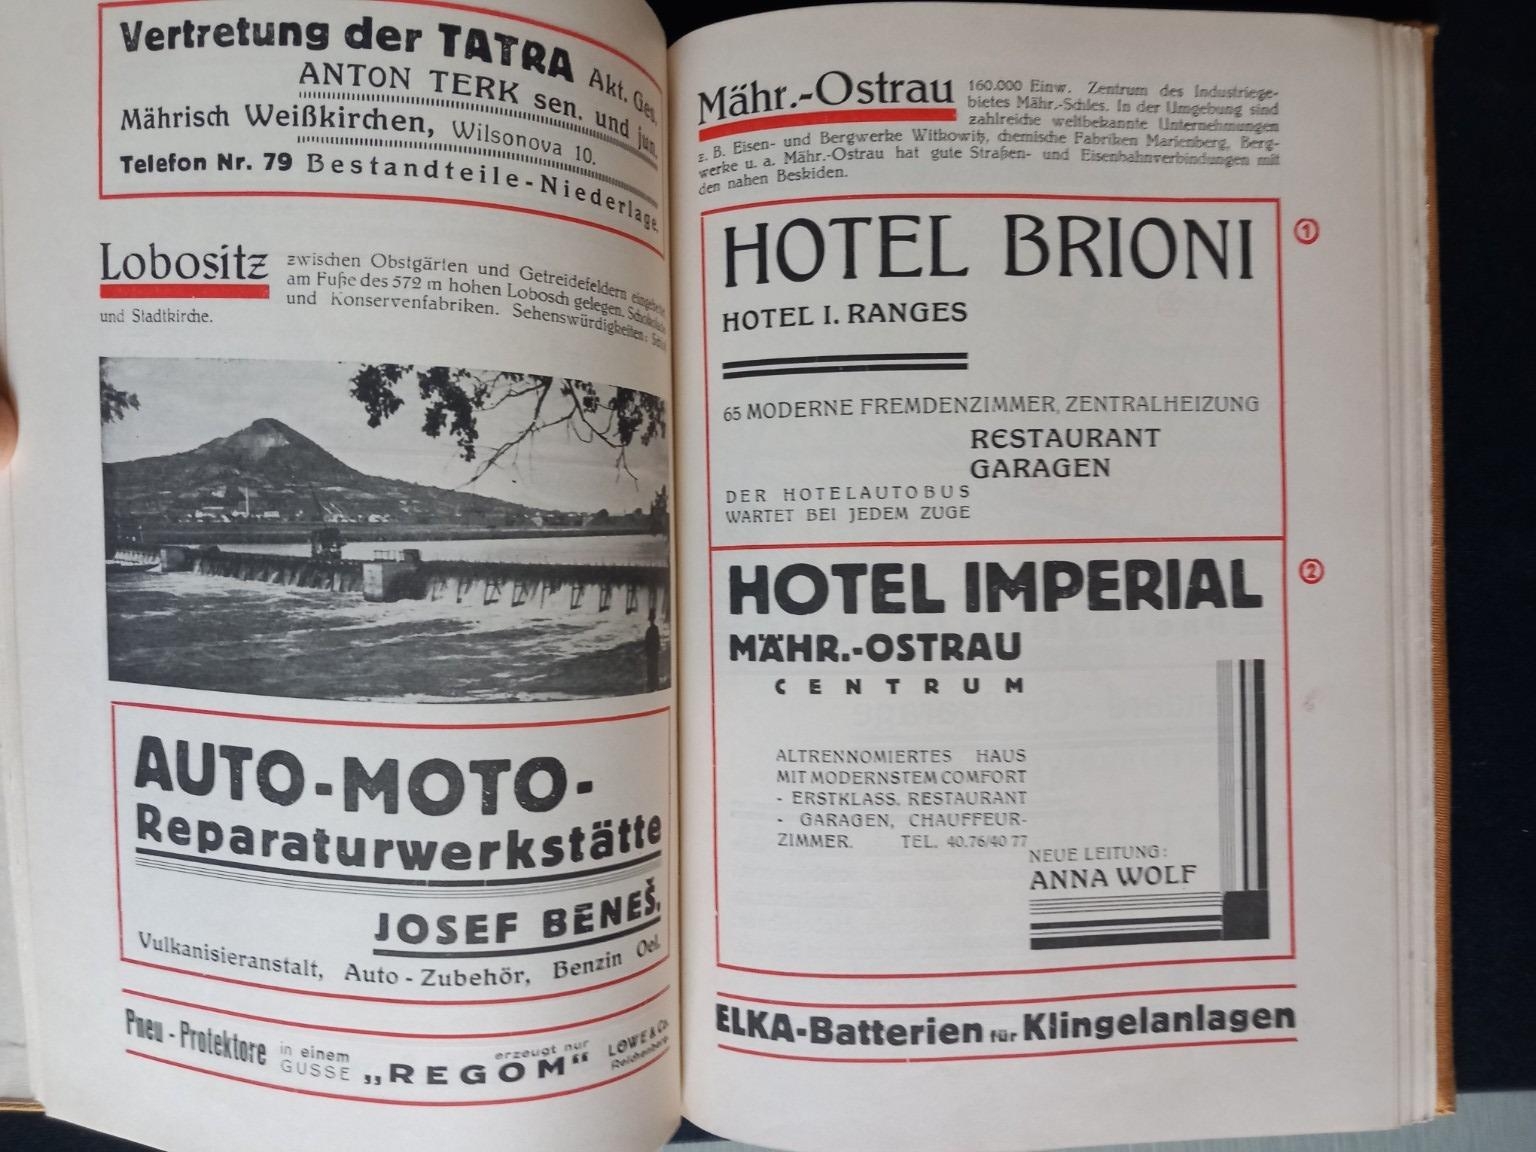 Vertretung der TATRA Akt. Ges.
ANTON TERK sen. und jun.
Mährisch Weißkirchen, Wilsonova 10.
Telefon Nr. 79 Bestandteile-Niederlage.
Lobositz zwischen Obstgärten und Getreidefeldern
am Fuße des 572 m hohen Lobosch gelegen.
und Konservenfabriken. Sehenswürdigkeiten:
und Stadtkirche.
AUTO-MOTO-
Reparaturwerkstätte
JOSEF BENEŠ.
Vulkanisieranstalt, Auto-Zubehör, Benzin Oel.
Pneu-Protektore in einem GUSSE „REGOM“ erzeugt nur LÖWE & Co. Reichenberg
Mähr.-Ostrau 160.000 Einw. Zentrum des Industriege-
bietes Mähr.-Schles. In der Umgebung sind
zahlreiche weltbekannte Unternehmungen
z. B. Eisen- und Bergwerke Witkowitz, chemische Fabriken Marienberg, Berg-
werke u. a. Mähr.-Ostrau hat gute Straßen- und Eisenbahnverbindungen mit
den nahen Beskiden.
HOTEL BRIONI
1
HOTEL I. RANGES
65 MODERNE FREMDENZIMMER, ZENTRALHEIZUNG
RESTAURANT
GARAGEN
DER HOTELAUTOBUS
WARTET BEI JEDEM ZUGE
HOTEL IMPERIAL
2
MÄHR.-OSTRAU
CENTRUM
ALTRENNOMIERTES HAUS
MIT MODERNSTEM COMFORT
- ERSTKLASS. RESTAURANT
- GARAGEN, CHAUFFEUR-
ZIMMER. TEL. 40.76/40 77
NEUE LEITUNG:
ANNA WOLF
ELKA-Batterien für Klingelanlagen